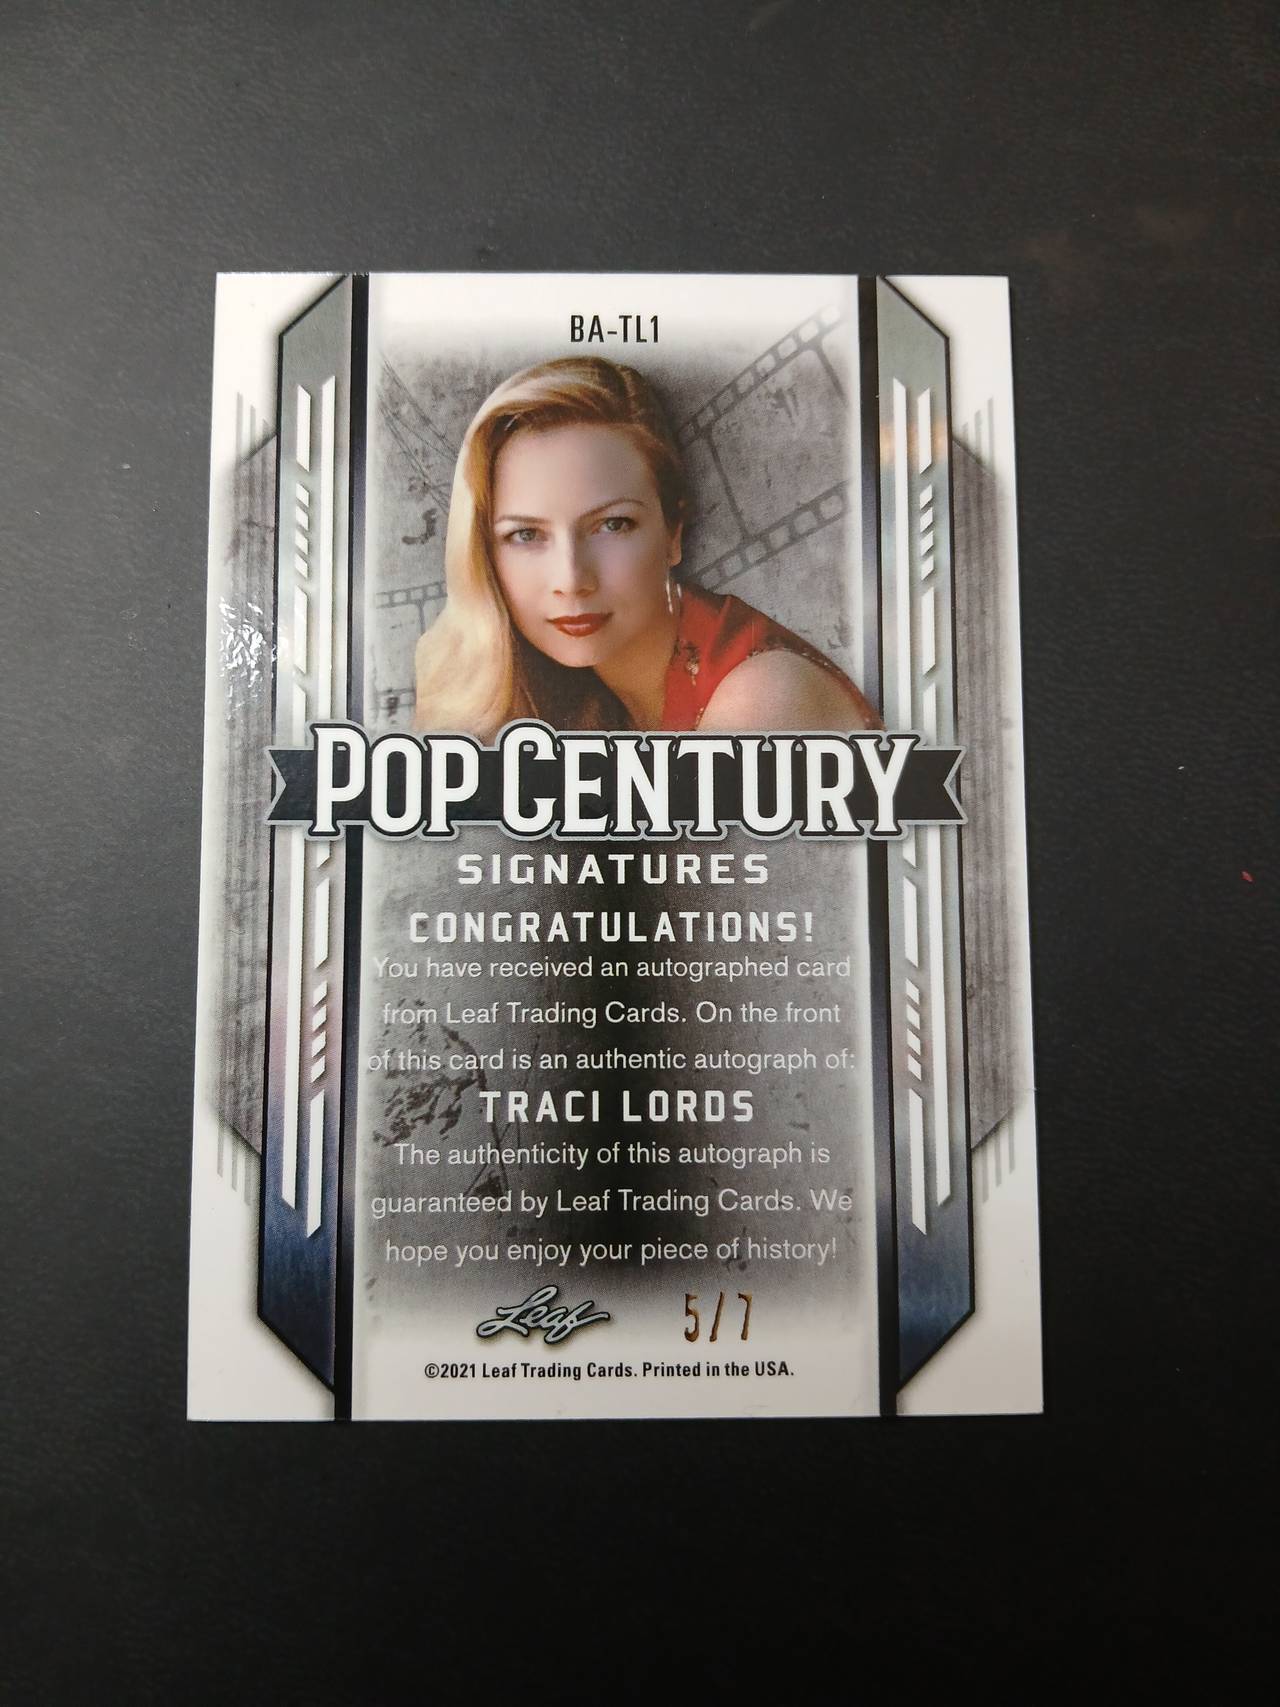 BA-TL1
POP CENTURY
SIGNATURES
CONGRATULATIONS!
You have received an autographed card
from Leaf Trading Cards. On the front
of this card is an authentic autograph of:
TRACI LORDS
The authenticity of this autograph is
guaranteed by Leaf Trading Cards. We
hope you enjoy your piece of history!
Leaf 5/7
©2021 Leaf Trading Cards. Printed in the USA.